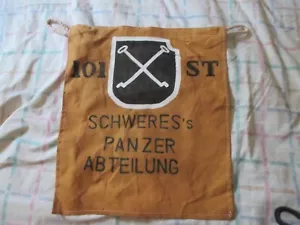 101 ST
SCHWERES's
PANZER
ABTEILUNG